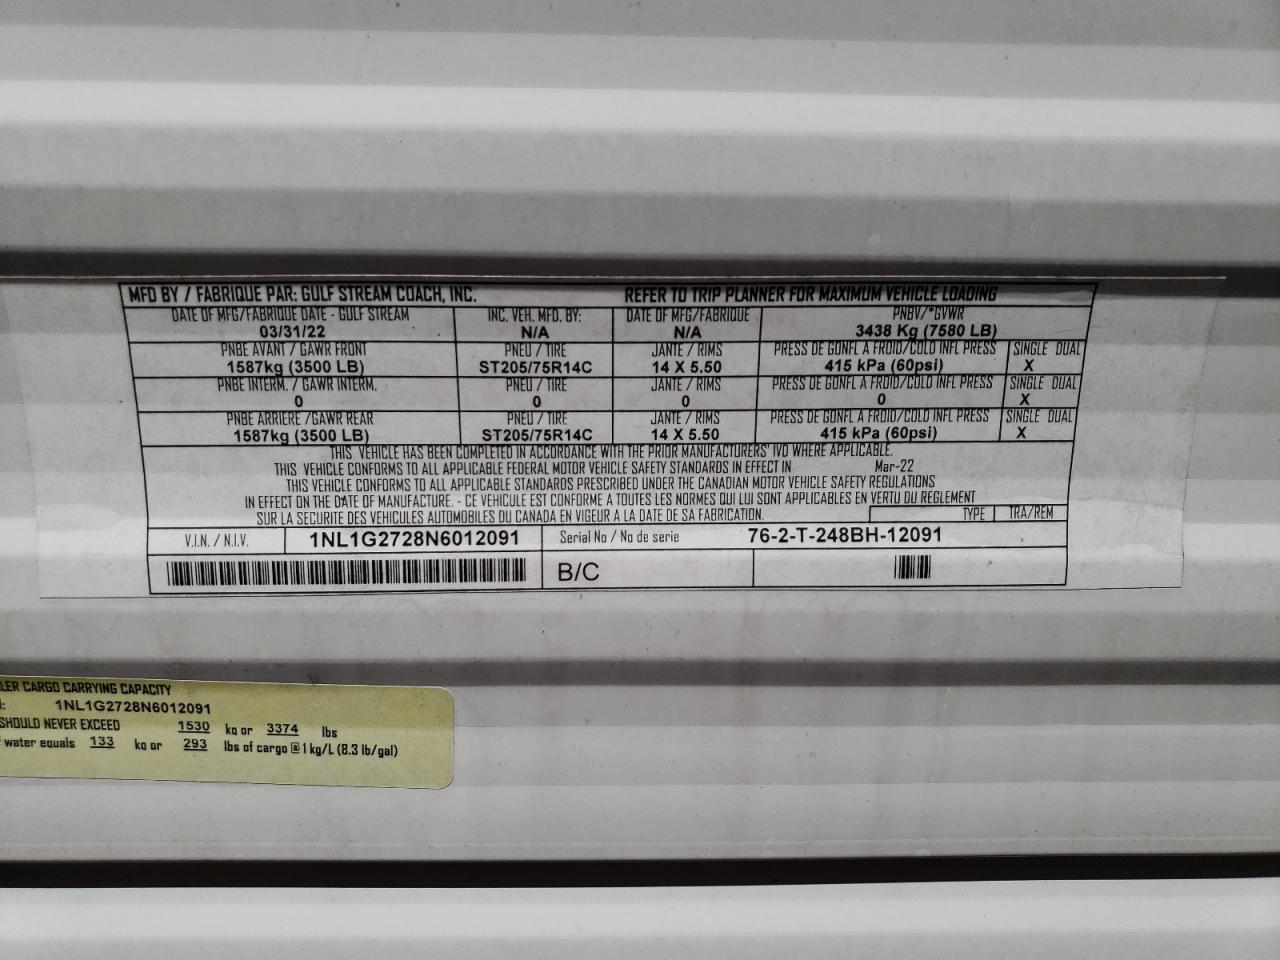 MFD BY / FABRIQUE PAR: GULF STREAM COACH, INC. REFER TO TRIP PLANNER FOR MAXIMUM VEHICLE LOADING
DATE OF MFG/FABRIQUE DATE - GULF STREAM INC. VEH. MFD. BY: DATE OF MFG/FABRIQUE PNBV/*GVWR
03/31/22 N/A N/A 3438 Kg (7580 LB)
PNBE AVANT / GAWR FRONT PNEU / TIRE JANTE / RIMS PRESS DE GONFL A FROID/COLD INFL PRESS SINGLE DUAL
1587kg (3500 LB) ST205/75R14C 14 X 5.50 415 kPa (60psi) X
PNBE INTERM. / GAWR INTERM. PNEU / TIRE JANTE / RIMS PRESS DE GONFL A FROID/COLD INFL PRESS SINGLE DUAL
0 0 0 0 X
PNBE ARRIERE /GAWR REAR PNEU / TIRE JANTE / RIMS PRESS DE GONFL A FROID/COLD INFL PRESS SINGLE DUAL
1587kg (3500 LB) ST205/75R14C 14 X 5.50 415 kPa (60psi) X
THIS VEHICLE HAS BEEN COMPLETED IN ACCORDANCE WITH THE PRIOR MANUFACTURERS' IVD WHERE APPLICABLE.
THIS VEHICLE CONFORMS TO ALL APPLICABLE FEDERAL MOTOR VEHICLE SAFETY STANDARDS IN EFFECT IN Mar-22
THIS VEHICLE CONFORMS TO ALL APPLICABLE STANDARDS PRESCRIBED UNDER THE CANADIAN MOTOR VEHICLE SAFETY REGULATIONS
IN EFFECT ON THE DATE OF MANUFACTURE. - CE VEHICULE EST CONFORME A TOUTES LES NORMES QUI LUI SONT APPLICABLES EN VERTU DU REGLEMENT
SUR LA SECURITE DES VEHICULES AUTOMOBILES DU CANADA EN VIGEUR A LA DATE DE SA FABRICATION. TYPE TRA/REM
V.I.N. / N.I.V. 1NL1G2728N6012091 Serial No / No de serie 76-2-T-248BH-12091
B/C
LER CARGO CARRYING CAPACITY
: 1NL1G2728N6012091
SHOULD NEVER EXCEED 1530 kg or 3374 lbs
water equals 133 kg or 293 lbs of cargo @ 1 kg/L (8.3 lb/gal)